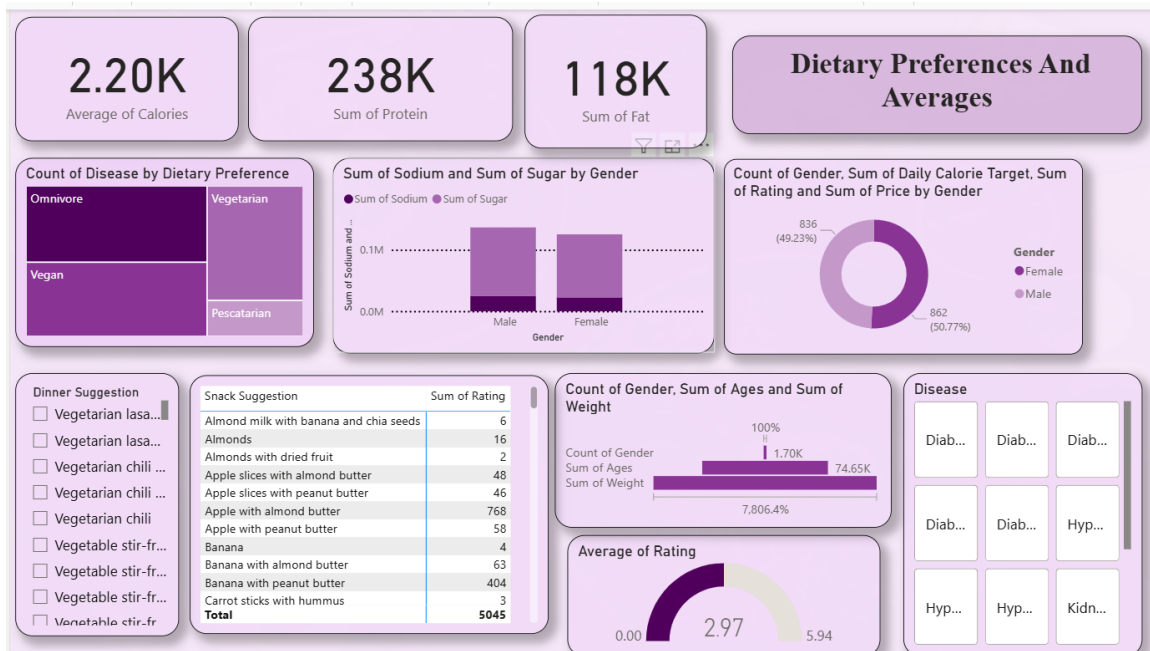 2.20K
Average of Calories
238K
Sum of Protein
118K
Sum of Fat
Dietary Preferences And
Averages
Count of Disease by Dietary Preference
Omnivore
Vegetarian
Vegan
Pescatarian
Sum of Sodium and Sum of Sugar by Gender
Sum of Sodium Sum of Sugar
Sum of Sodium and ...
0.1M
0.0M
Male
Female
Gender
Count of Gender, Sum of Daily Calorie Target, Sum
of Rating and Sum of Price by Gender
836
(49.23%)
862
(50.77%)
Gender
Female
Male
Dinner Suggestion
Vegetarian lasa...
Vegetarian lasa...
Vegetarian chili ...
Vegetarian chili ...
Vegetarian chili
Vegetable stir-fr...
Vegetable stir-fr...
Vegetable stir-fr...
Vegetable stir-fr
Snack Suggestion Sum of Rating
Almond milk with banana and chia seeds 6
Almonds 16
Almonds with dried fruit 2
Apple slices with almond butter 48
Apple slices with peanut butter 46
Apple with almond butter 768
Apple with peanut butter 58
Banana 4
Banana with almond butter 63
Banana with peanut butter 404
Carrot sticks with hummus 3
Total 5045
Count of Gender, Sum of Ages and Sum of
Weight
100%
Count of Gender 1.70K
Sum of Ages 74.65K
Sum of Weight
7,806.4%
Average of Rating
0.00
2.97
5.94
Disease
Diab... Diab... Diab...
Diab... Diab... Hyp...
Hyp... Hyp... Kidn...